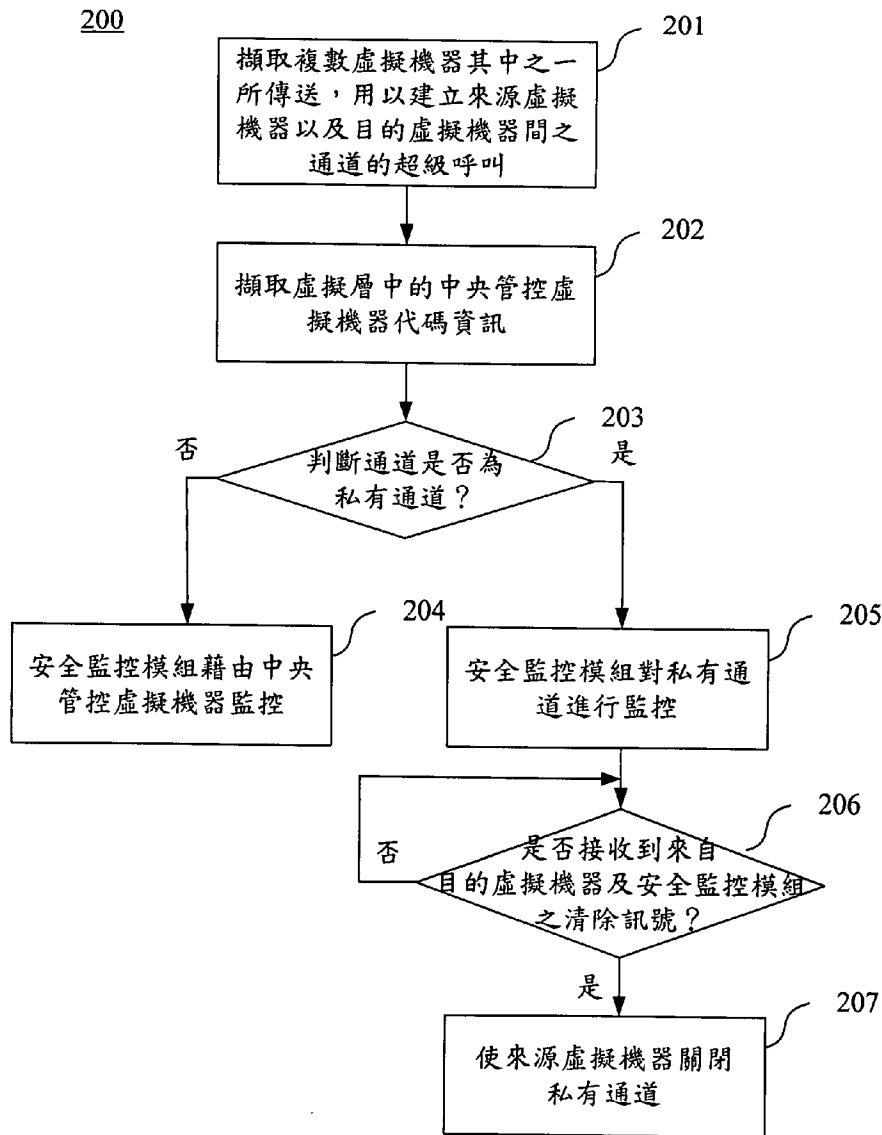 200
201
擷取複數虛擬機器其中之一
所傳送，用以建立來源虛擬
機器以及目的虛擬機器間之
通道的超級呼叫
202
擷取虛擬層中的中央管控虛
擬機器代碼資訊
203
否
是
判斷通道是否為
私有通道？
204
安全監控模組藉由中央
管控虛擬機器監控
205
安全監控模組對私有通
道進行監控
206
否
是否接收到來自
目的虛擬機器及安全監控模組
之清除訊號？
是
207
使來源虛擬機器關閉
私有通道